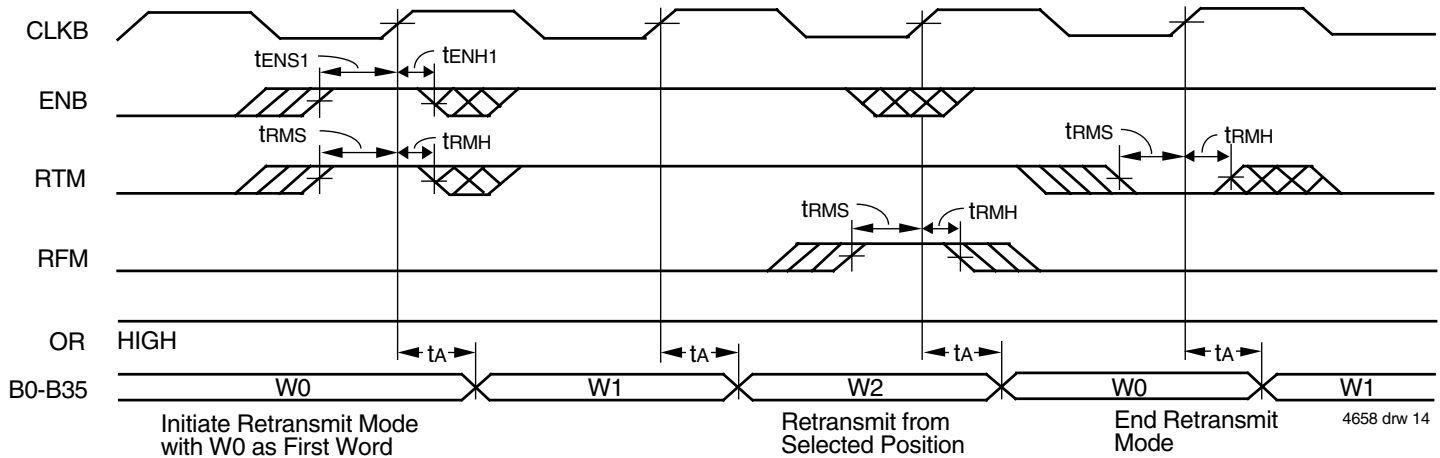 CLKB
tENS1 tENH1
ENB
tRMS tRMH tRMS tRMH
RTM
tRMS tRMH
RFM
OR HIGH
tA tA tA tA
B0-B35 W0 W1 W2 W0 W1
Initiate Retransmit Mode
with W0 as First Word
Retransmit from
Selected Position
End Retransmit
Mode
4658 drw 14